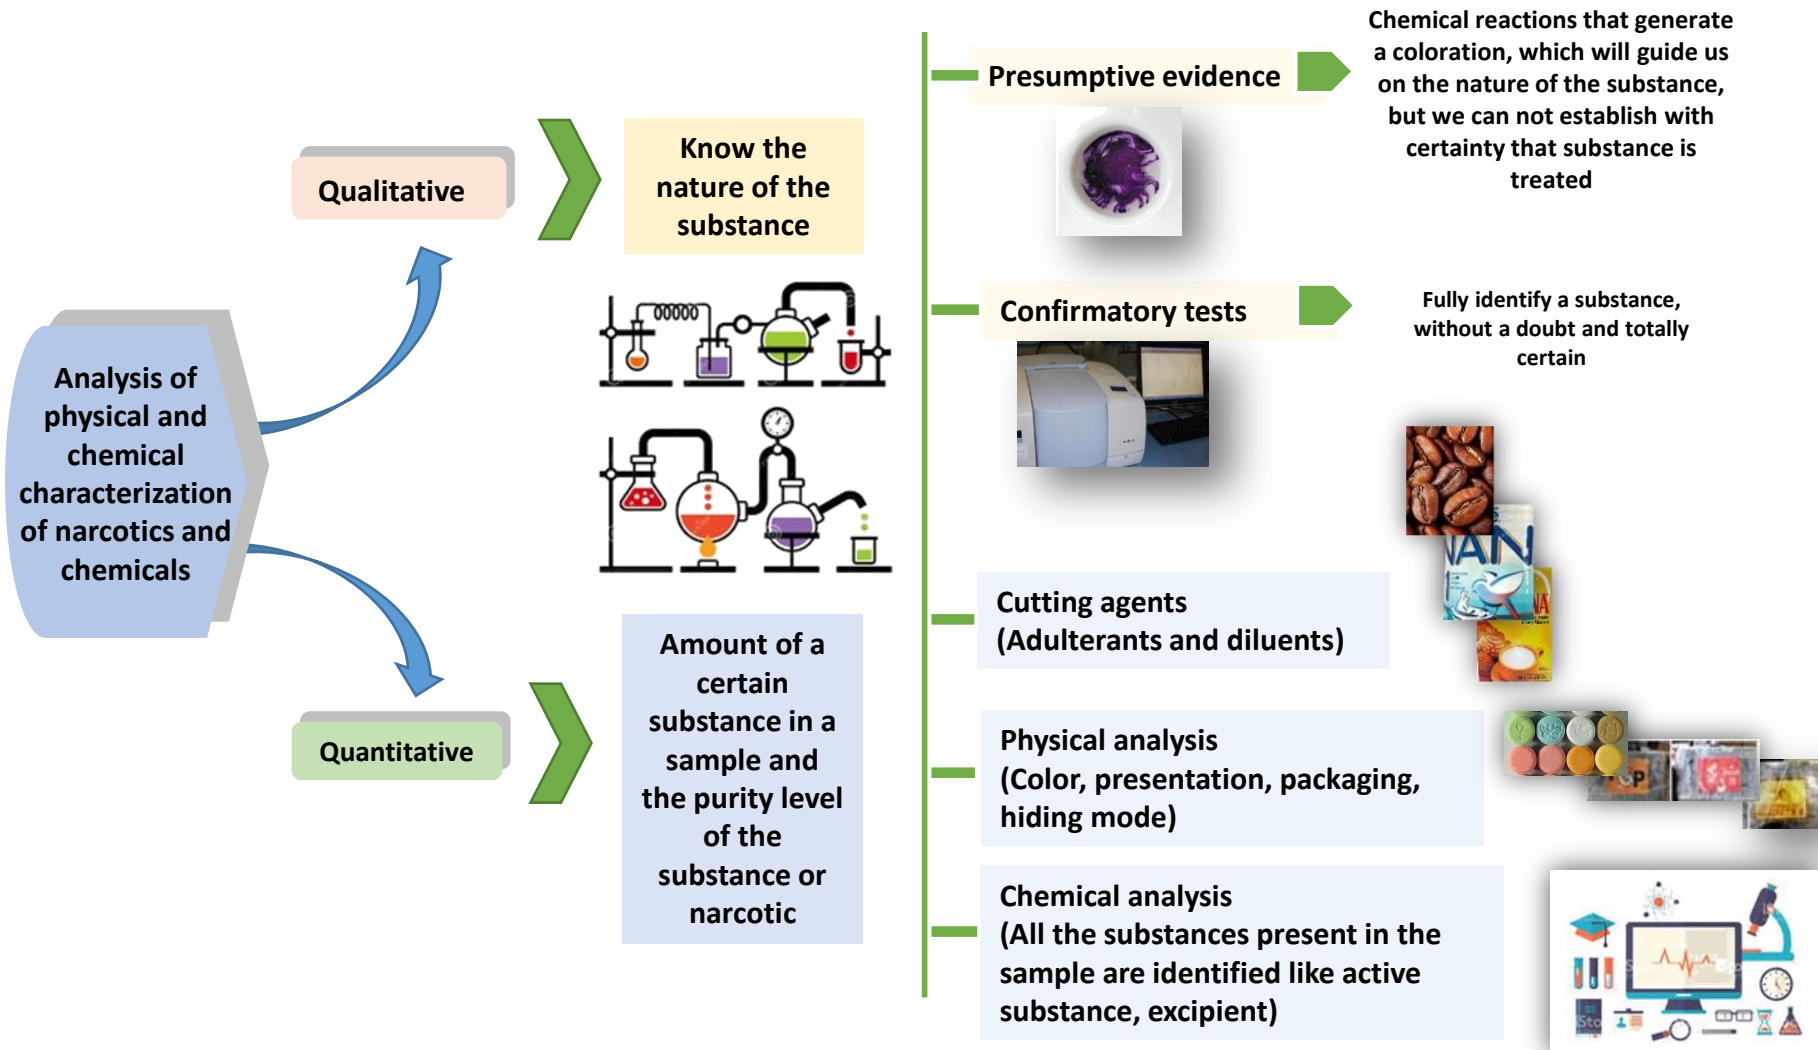 Analysis of
physical and
chemical
characterization
of narcotics and
chemicals
Qualitative
Know the
nature of the
substance
Quantitative
Amount of a
certain
substance in a
sample and
the purity level
of the
substance or
narcotic
Presumptive evidence
Chemical reactions that generate
a coloration, which will guide us
on the nature of the substance,
but we can not establish with
certainty that substance is
treated
Confirmatory tests
Fully identify a substance,
without a doubt and totally
certain
Cutting agents
(Adulterants and diluents)
NAN
Physical analysis
(Color, presentation, packaging,
hiding mode)
Chemical analysis
(All the substances present in the
sample are identified like active
substance, excipient)